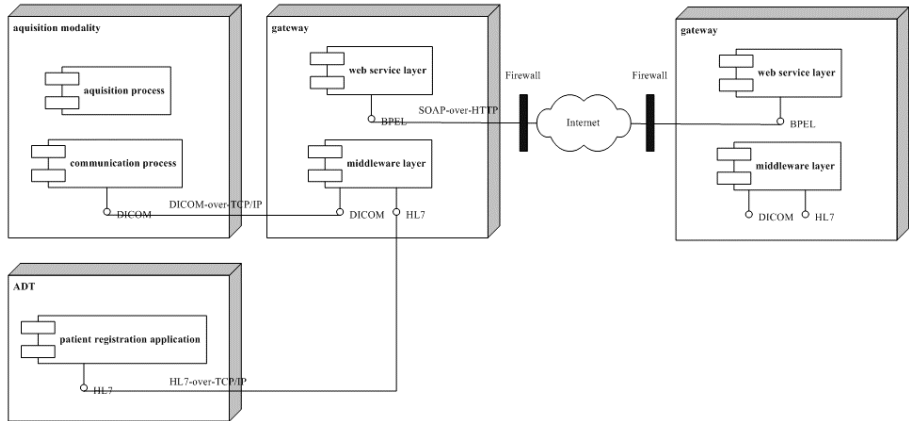 aquisition modality
aquisition process
communication process
DICOM
DICOM-over-TCP/IP
gateway
web service layer
BPEL
SOAP-over-HTTP
middleware layer
DICOM
HL7
Firewall
Internet
Firewall
gateway
web service layer
BPEL
middleware layer
DICOM
HL7
ADT
patient registration application
HL7
HL7-over-TCP/IP